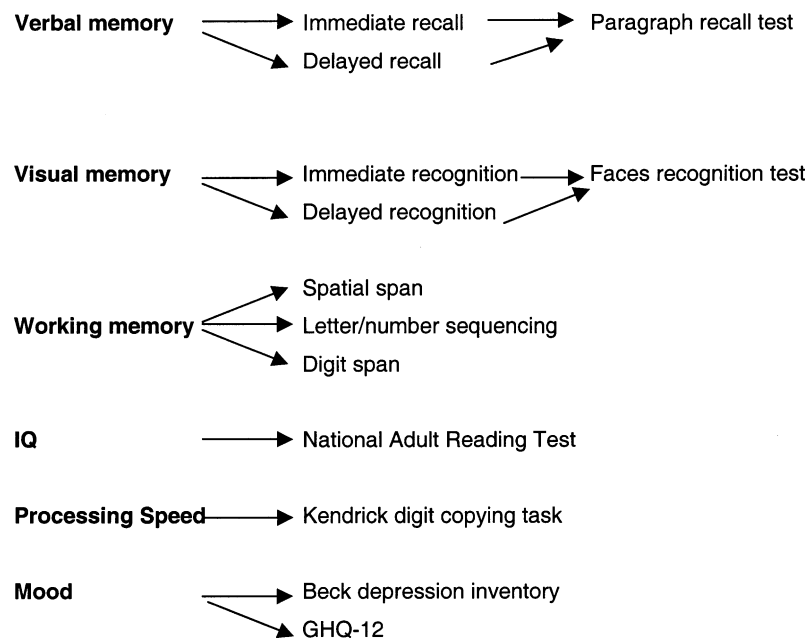 Verbal memory Immediate recall Paragraph recall test
Delayed recall
Visual memory Immediate recognition Faces recognition test
Delayed recognition
Spatial span
Working memory Letter/number sequencing
Digit span
IQ National Adult Reading Test
Processing Speed Kendrick digit copying task
Mood Beck depression inventory
GHQ-12